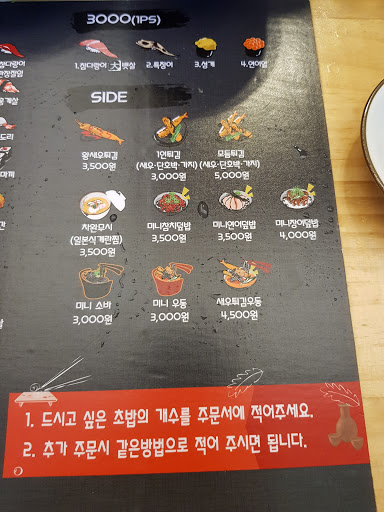 3000(1PS)
1.참다랑어 大뱃살 2.특장어 3.성게 4.연어알
SIDE
왕새우튀김
3,500원
1인튀김
(새우·단호박·가지)
3,000원
모듬튀김
(새우·단호박·가지)
5,000원
자완무시
(일본식계란찜)
3,500원
미니참치덮밥
3,500원
미니연어덮밥
3,500원
미니장어덮밥
4,000원
미니 소바
3,000원
미니 우동
3,000원
새우튀김우동
4,500원
1. 드시고 싶은 초밥의 개수를 주문서에 적어주세요.
2. 추가 주문시 같은방법으로 적어 주시면 됩니다.